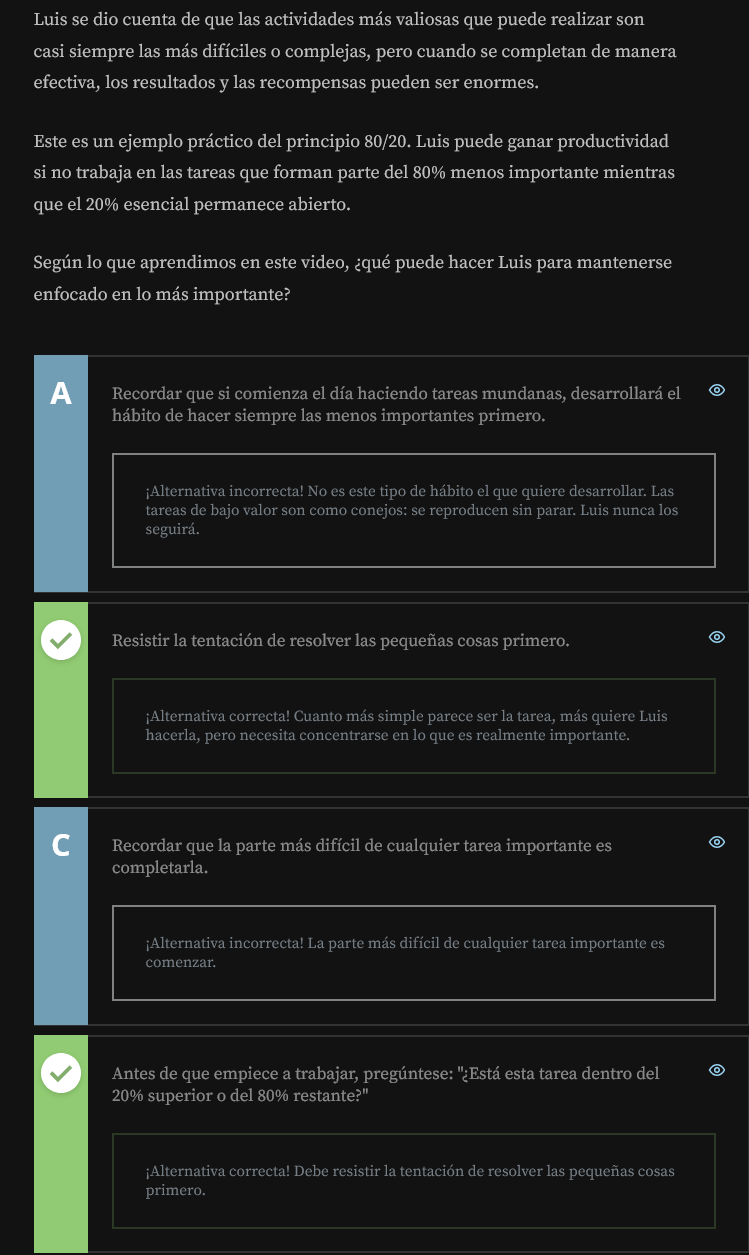 Luis se dio cuenta de que las actividades más valiosas que puede realizar son
casi siempre las más difíciles o complejas, pero cuando se completan de manera
efectiva, los resultados y las recompensas pueden ser enormes.
Este es un ejemplo práctico del principio 80/20. Luis puede ganar productividad
si no trabaja en las tareas que forman parte del 80% menos importante mientras
que el 20% esencial permanece abierto.
Según lo que aprendimos en este video, ¿qué puede hacer Luis para mantenerse
enfocado en lo más importante?
A
Recordar que si comienza el día haciendo tareas mundanas, desarrollará el
hábito de hacer siempre las menos importantes primero.
¡Alternativa incorrecta! No es este tipo de hábito el que quiere desarrollar. Las
tareas de bajo valor son como conejos: se reproducen sin parar. Luis nunca los
seguirá.
Resistir la tentación de resolver las pequeñas cosas primero.
¡Alternativa correcta! Cuanto más simple parece ser la tarea, más quiere Luis
hacerla, pero necesita concentrarse en lo que es realmente importante.
C
Recordar que la parte más difícil de cualquier tarea importante es
completarla.
¡Alternativa incorrecta! La parte más difícil de cualquier tarea importante es
comenzar.
Antes de que empiece a trabajar, pregúntese: "¿Está esta tarea dentro del
20% superior o del 80% restante?"
¡Alternativa correcta! Debe resistir la tentación de resolver las pequeñas cosas
primero.